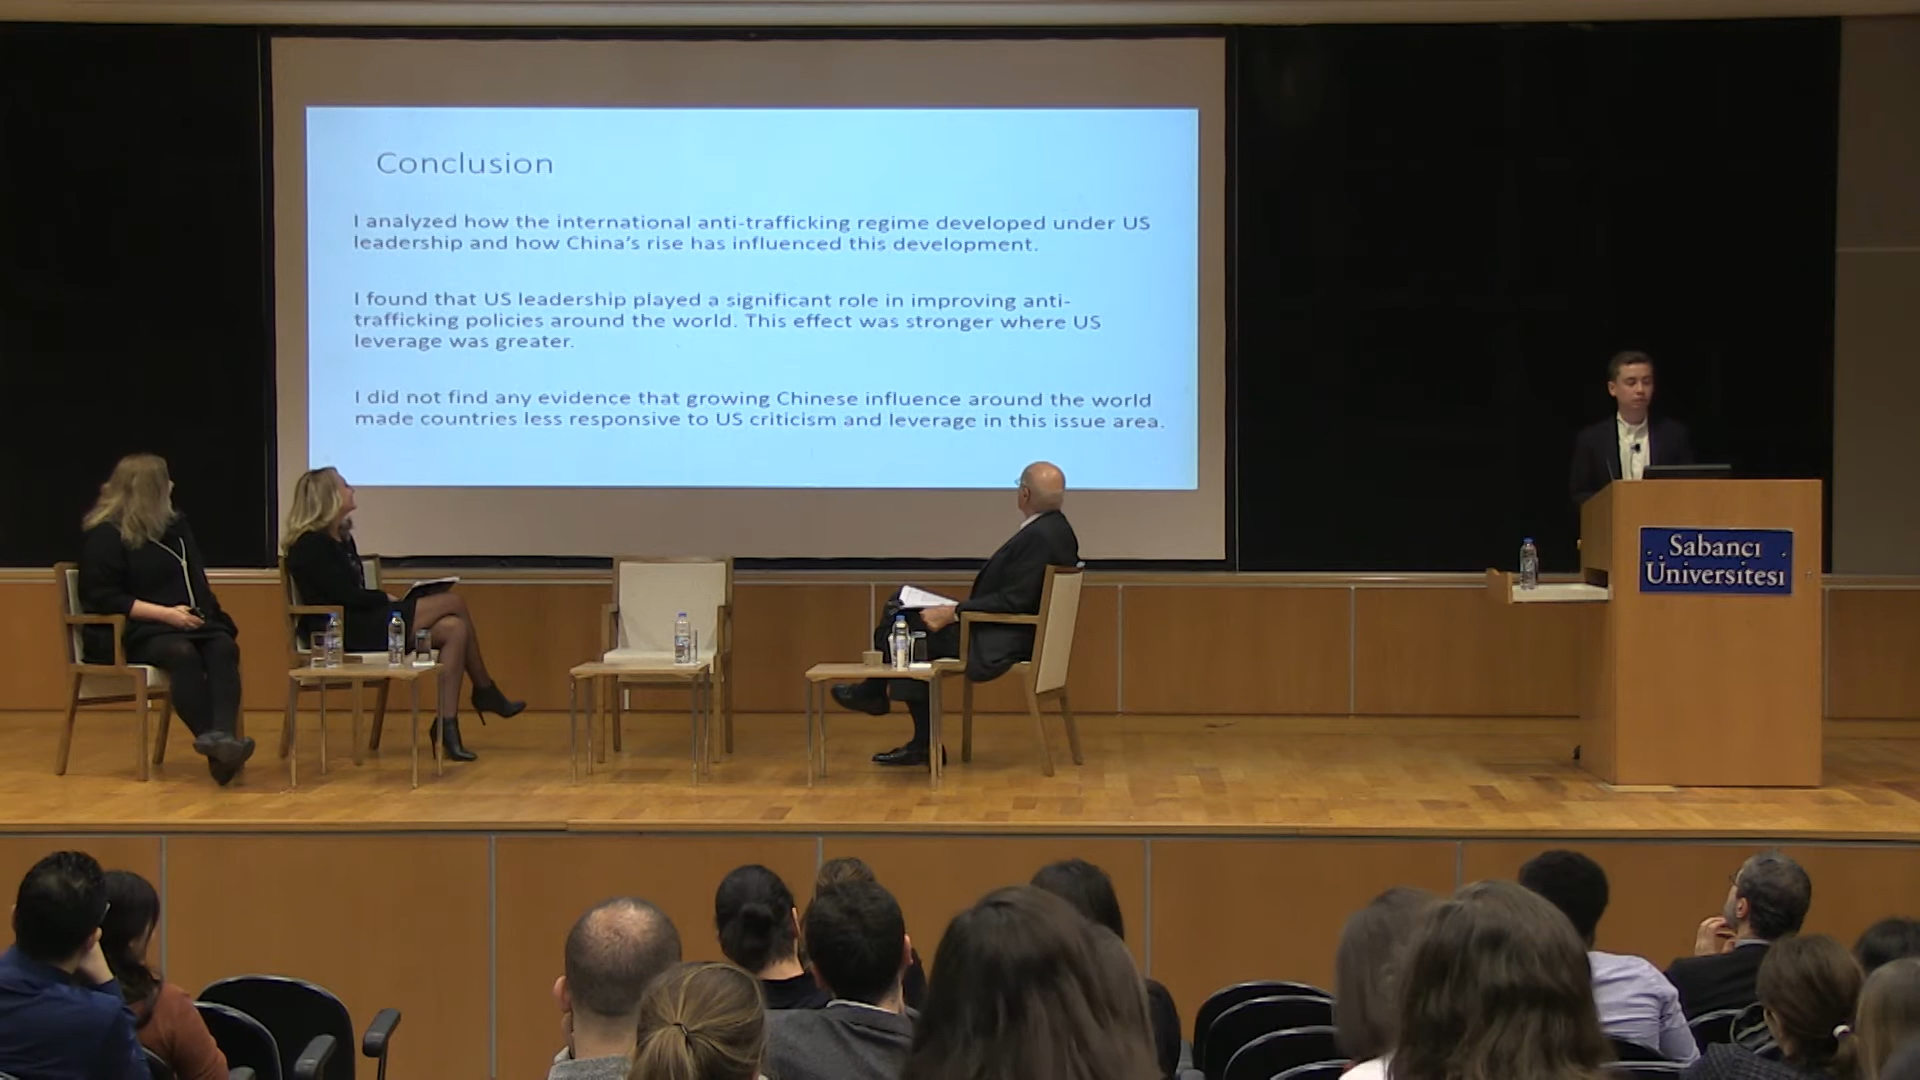 Conclusion
I analyzed how the international anti-trafficking regime developed under US
leadership and how China's rise has influenced this development.
I found that US leadership played a significant role in improving anti-
trafficking policies around the world. This effect was stronger where US
leverage was greater.
I did not find any evidence that growing Chinese influence around the world
made countries less responsive to US criticism and leverage in this issue area.
Sabancı
Üniversitesi